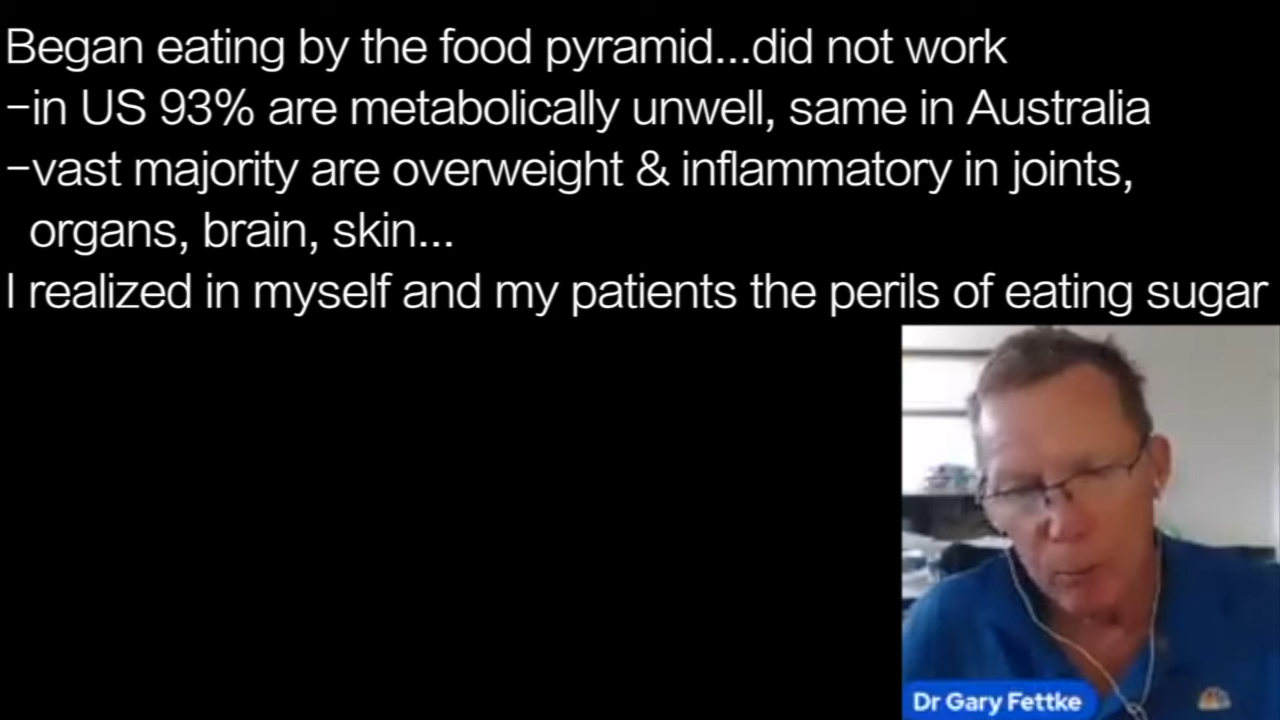 Began eating by the food pyramid...did not work
–in US 93% are metabolically unwell, same in Australia
–vast majority are overweight & inflammatory in joints,
organs, brain, skin...
I realized in myself and my patients the perils of eating sugar
Dr Gary Fettke